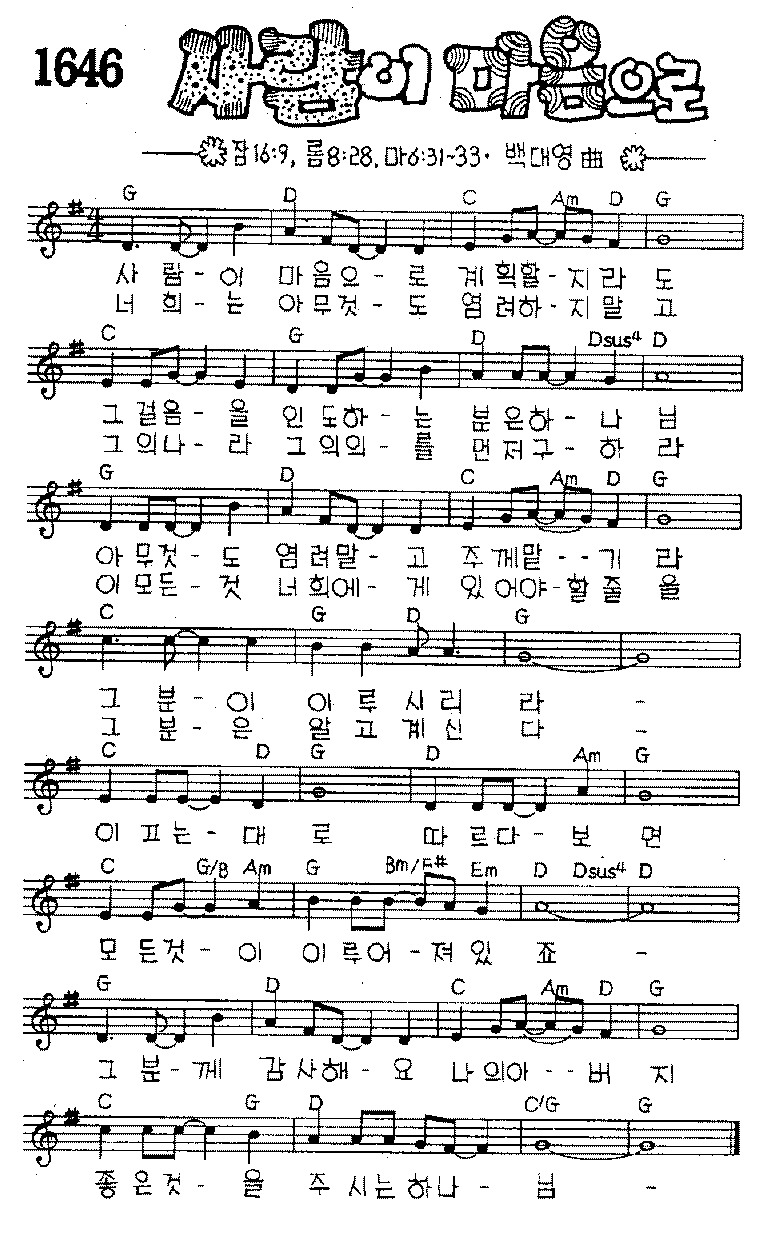 1646 사람이 마음으로
잠16:9, 롬8:28, 마6:31~33. 백대영 曲
G D C Am D G
사 람 - 이 마 음 으 - 로 계 획 할 - 지 라 도
너 희 - 는 아 무 것 - 도 염 려 하 - 지 말 고
C G D Dsus4 D
그 걸 음 - 을 인 도 하 - 는 분 은 하 - 나 님
그 의 나 - 라 그 의 의 - 를 먼 저 구 - 하 라
G D C Am D G
아 무 것 - 도 염 려 말 - 고 주 께 맡 - - 기 라
이 모 든 - 것 너 희 에 - 게 있 어 야 - 할 줄 을
C G D G
그 분 - 이 이 루 시 리 라 -
그 분 - 은 알 고 계 신 다 -
C D G D Am G
이 끄 는 - 대 로 따 르 다 - 보 면
C G/B Am G Bm/F# Em D Dsus4 D
모 든 것 - 이 이 루 어 - 져 있 죠 -
G D C Am D G
그 분 - 께 감 사 해 - 요 나 의 아 - - 버 지
C G D C/G G
좋 은 것 - 을 주 시 는 하 나 - 님 -